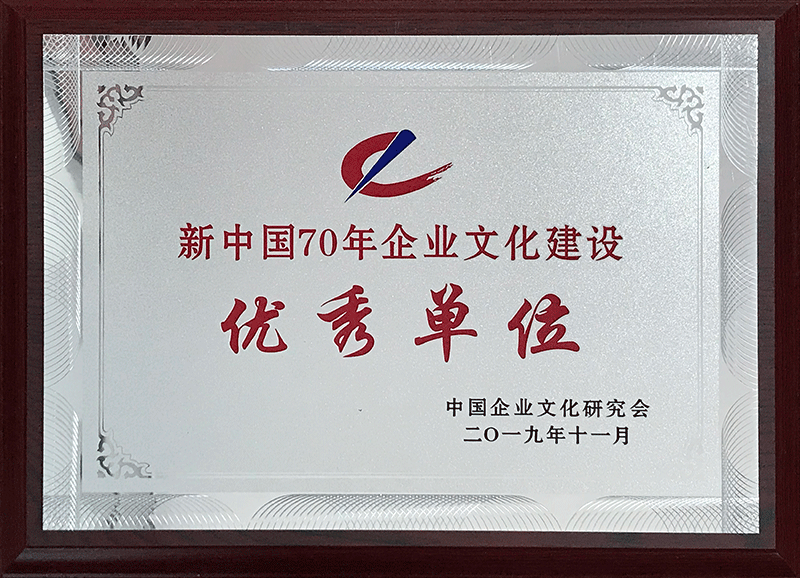 新中国70年企业文化建设
优秀单位
中国企业文化研究会
二〇一九年十一月